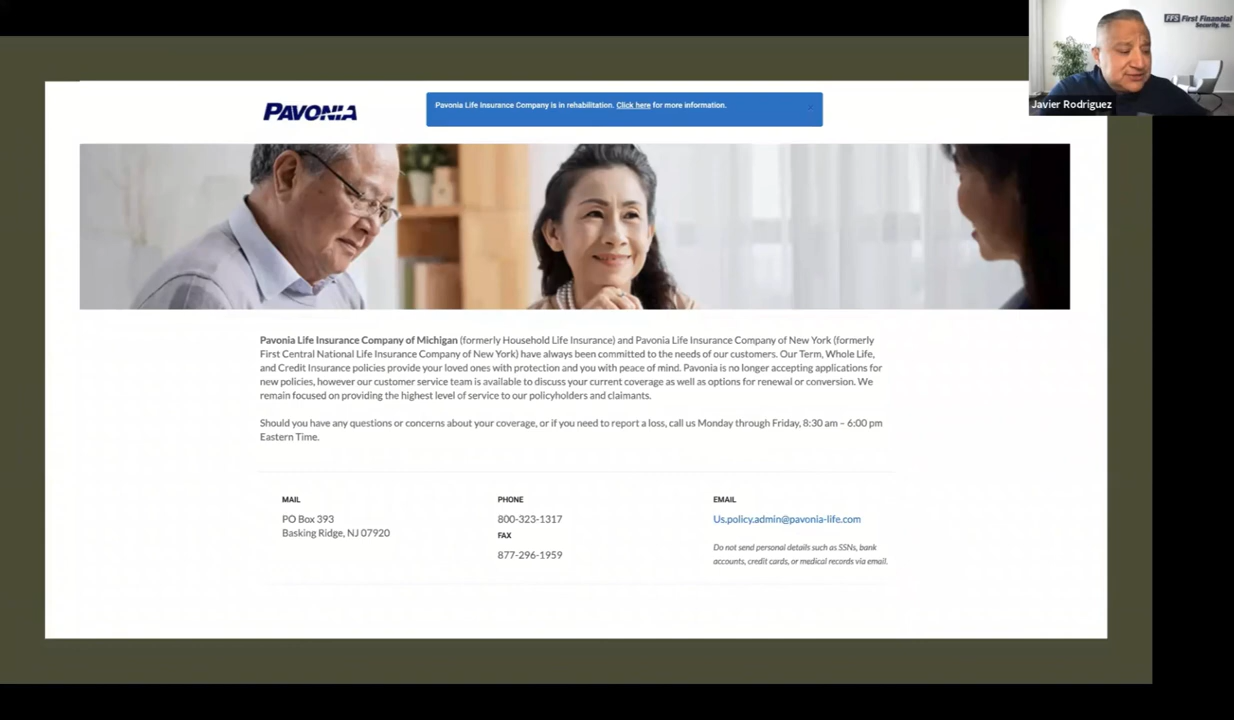 FFS First Financial
Security, Inc.
Javier Rodriguez
PAVONIA
Pavonia Life Insurance Company is in rehabilitation. Click here for more information.
Pavonia Life Insurance Company of Michigan (formerly Household Life Insurance) and Pavonia Life Insurance Company of New York (formerly
First Central National Life Insurance Company of New York) have always been committed to the needs of our customers. Our Term, Whole Life,
and Credit Insurance policies provide your loved ones with protection and you with peace of mind. Pavonia is no longer accepting applications for
new policies, however our customer service team is available to discuss your current coverage as well as options for renewal or conversion. We
remain focused on providing the highest level of service to our policyholders and claimants.
Should you have any questions or concerns about your coverage, or if you need to report a loss, call us Monday through Friday, 8:30 am – 6:00 pm
Eastern Time.
MAIL
PO Box 393
Basking Ridge, NJ 07920
PHONE
800-323-1317
FAX
877-296-1959
EMAIL
Us.policy.admin@pavonia-life.com
Do not send personal details such as SSNs, bank
accounts, credit cards, or medical records via email.